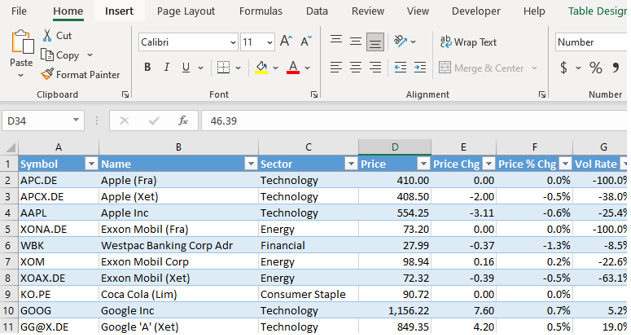 File Home Insert Page Layout Formulas Data Review View Developer Help Table Design
Cut
Copy
Format Painter
Paste
Clipboard
Calibri 11 A A
B I U A
Font
ab Wrap Text
Merge & Center
Alignment
Number
$ % 9
Number
D34 fx 46.39
A B C D E F G
1 Symbol Name Sector Price Price Chg Price % Chg Vol Rate
2 APC.DE Apple (Fra) Technology 410.00 0.00 0.0% -100.0%
3 APCX.DE Apple (Xet) Technology 408.50 -2.00 -0.5% -38.0%
4 AAPL Apple Inc Technology 554.25 -3.11 -0.6% -25.4%
5 XONA.DE Exxon Mobil (Fra) Energy 73.20 0.00 0.0% -100.0%
6 WBK Westpac Banking Corp Adr Financial 27.99 -0.37 -1.3% -8.5%
7 XOM Exxon Mobil Corp Energy 98.94 0.16 0.2% -22.6%
8 XOAX.DE Exxon Mobil (Xet) Energy 72.32 -0.39 -0.5% -63.1%
9 KO.PE Coca Cola (Lim) Consumer Staple 90.72 0.00 0.0%
10 GOOG Google Inc Technology 1,156.22 7.60 0.7% 5.2%
11 GG@X.DE Google 'A' (Xet) Technology 849.35 4.20 0.5% 19.0%